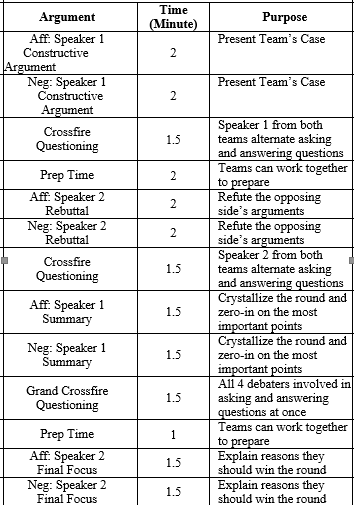 Argument Time (Minute) Purpose
Aff: Speaker 1 Constructive Argument 2 Present Team's Case
Neg: Speaker 1 Constructive Argument 2 Present Team's Case
Crossfire Questioning 1.5 Speaker 1 from both teams alternate asking and answering questions
Prep Time 2 Teams can work together to prepare
Aff: Speaker 2 Rebuttal 2 Refute the opposing side's arguments
Neg: Speaker 2 Rebuttal 2 Refute the opposing side's arguments
Crossfire Questioning 1.5 Speaker 2 from both teams alternate asking and answering questions
Aff: Speaker 1 Summary 1.5 Crystallize the round and zero-in on the most important points
Neg: Speaker 1 Summary 1.5 Crystallize the round and zero-in on the most important points
Grand Crossfire Questioning 1.5 All 4 debaters involved in asking and answering questions at once
Prep Time 1 Teams can work together to prepare
Aff: Speaker 2 Final Focus 1.5 Explain reasons they should win the round
Neg: Speaker 2 Final Focus 1.5 Explain reasons they should win the round